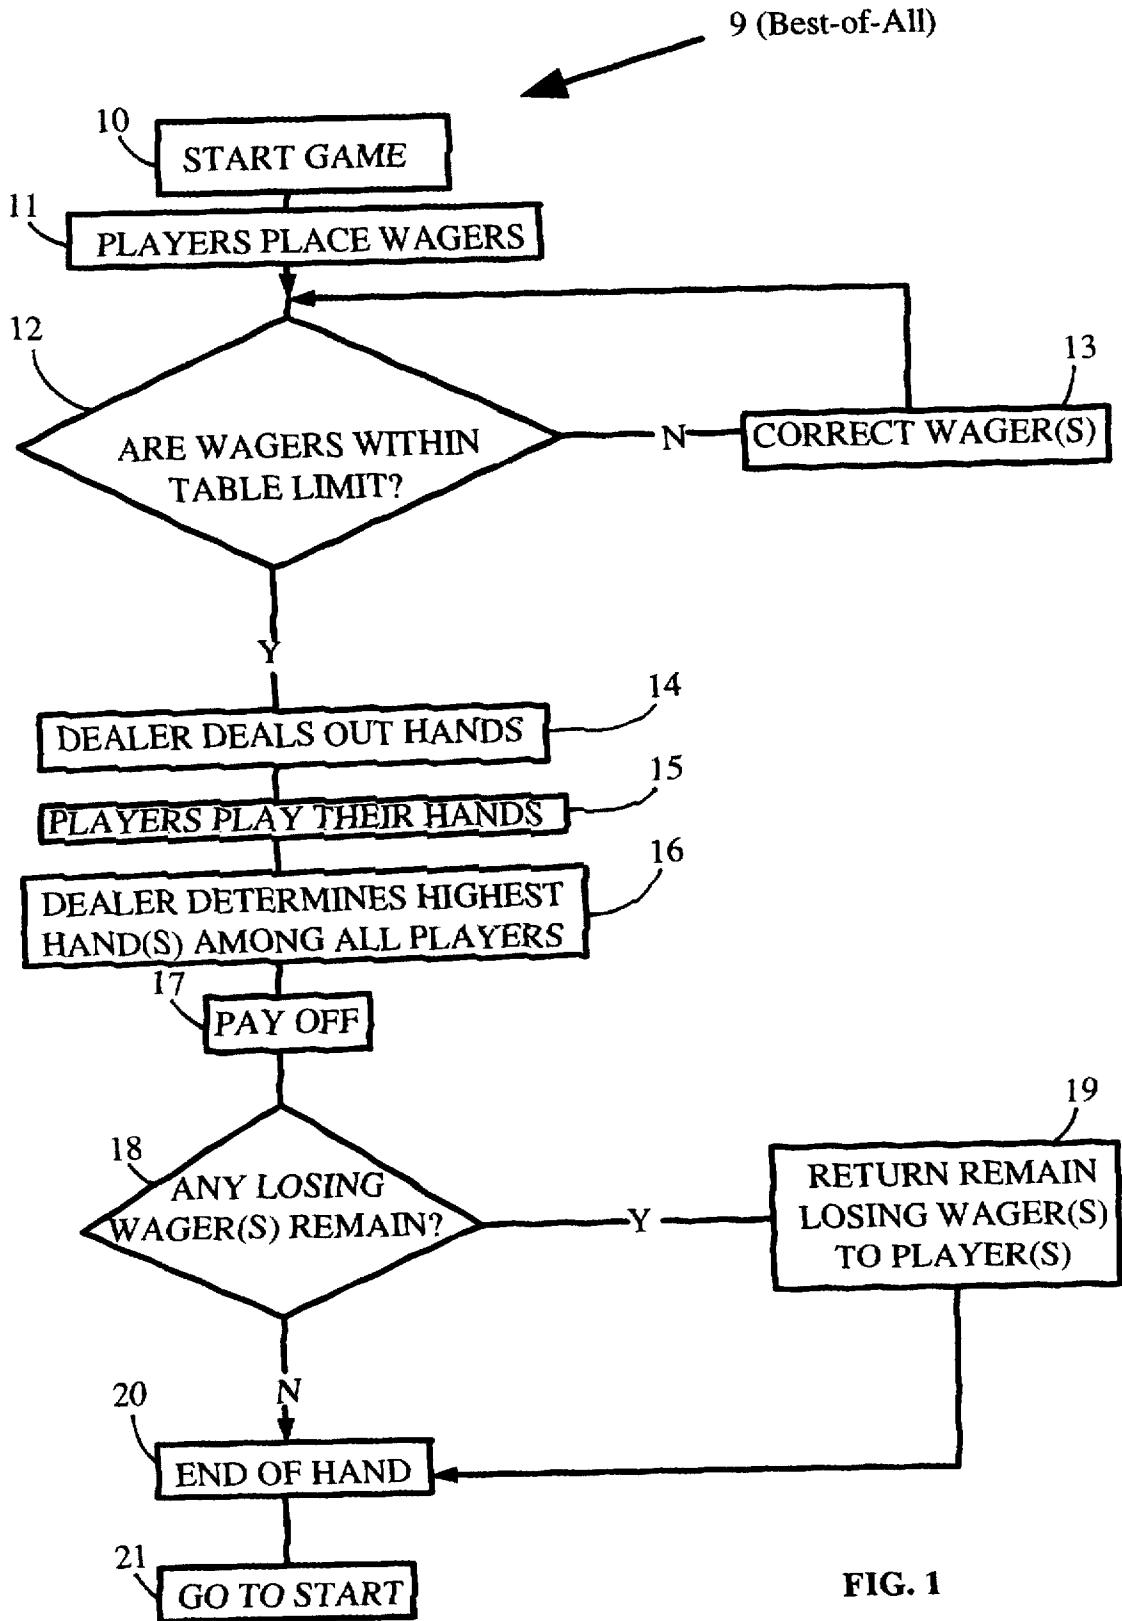 9 (Best-of-All)
10
START GAME
11
PLAYERS PLACE WAGERS
12
ARE WAGERS WITHIN
TABLE LIMIT?
N
13
CORRECT WAGER(S)
Y
14
DEALER DEALS OUT HANDS
15
PLAYERS PLAY THEIR HANDS
16
DEALER DETERMINES HIGHEST
HAND(S) AMONG ALL PLAYERS
17
PAY OFF
18
ANY LOSING
WAGER(S) REMAIN?
Y
19
RETURN REMAIN
LOSING WAGER(S)
TO PLAYER(S)
N
20
END OF HAND
21
GO TO START
FIG. 1